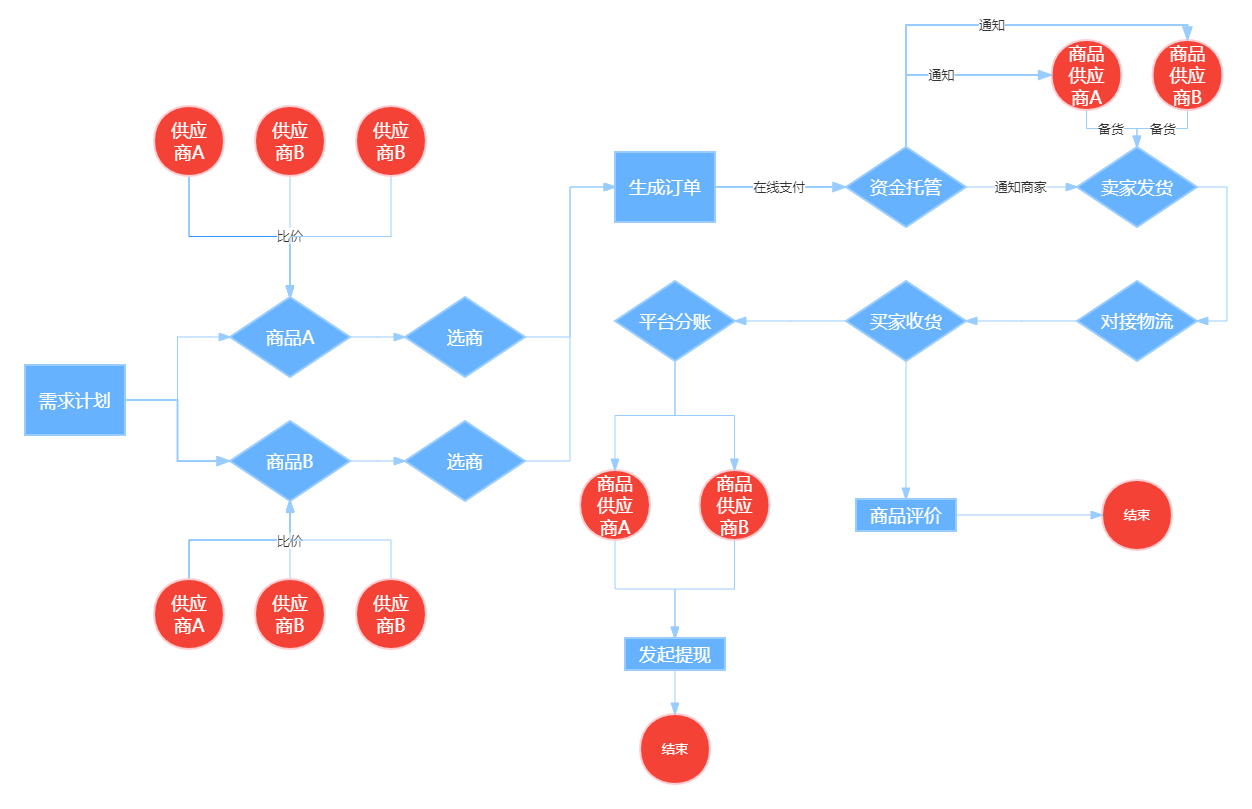 通知
通知
商品
供应
商A
商品
供应
商B
备货
备货
供应
商A
供应
商B
供应
商B
比价
生成订单
在线支付
资金托管
通知商家
卖家发货
商品A
选商
平台分账
买家收货
对接物流
需求计划
商品B
选商
比价
供应
商A
供应
商B
供应
商B
商品
供应
商A
商品
供应
商B
商品评价
结束
发起提现
结束